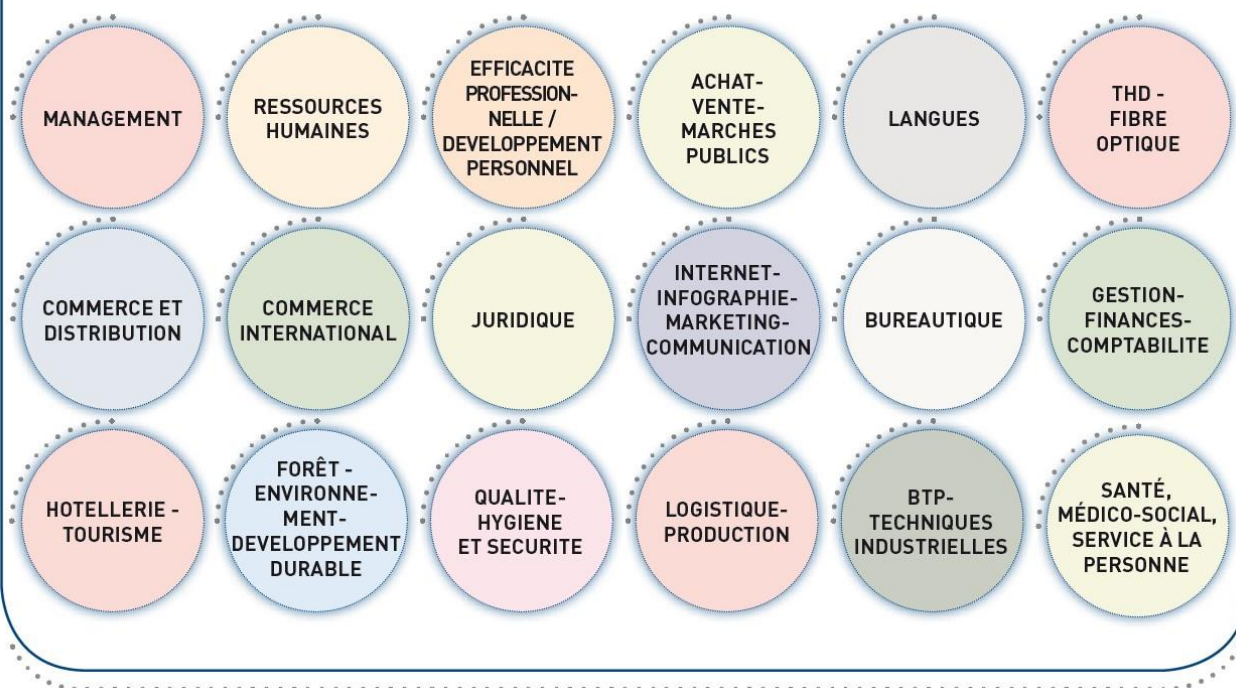 MANAGEMENT
RESSOURCES
HUMAINES
EFFICACITE
PROFESSION-
NELLE /
DEVELOPPEMENT
PERSONNEL
ACHAT-
VENTE-
MARCHES
PUBLICS
LANGUES
THD -
FIBRE
OPTIQUE
COMMERCE ET
DISTRIBUTION
COMMERCE
INTERNATIONAL
JURIDIQUE
INTERNET-
INFOGRAPHIE-
MARKETING-
COMMUNICATION
BUREAUTIQUE
GESTION-
FINANCES-
COMPTABILITE
HOTELLERIE -
TOURISME
FORÊT -
ENVIRONNE-
MENT-
DEVELOPPEMENT
DURABLE
QUALITE-
HYGIENE
ET SECURITE
LOGISTIQUE-
PRODUCTION
BTP-
TECHNIQUES
INDUSTRIELLES
SANTÉ,
MÉDICO-SOCIAL,
SERVICE À LA
PERSONNE